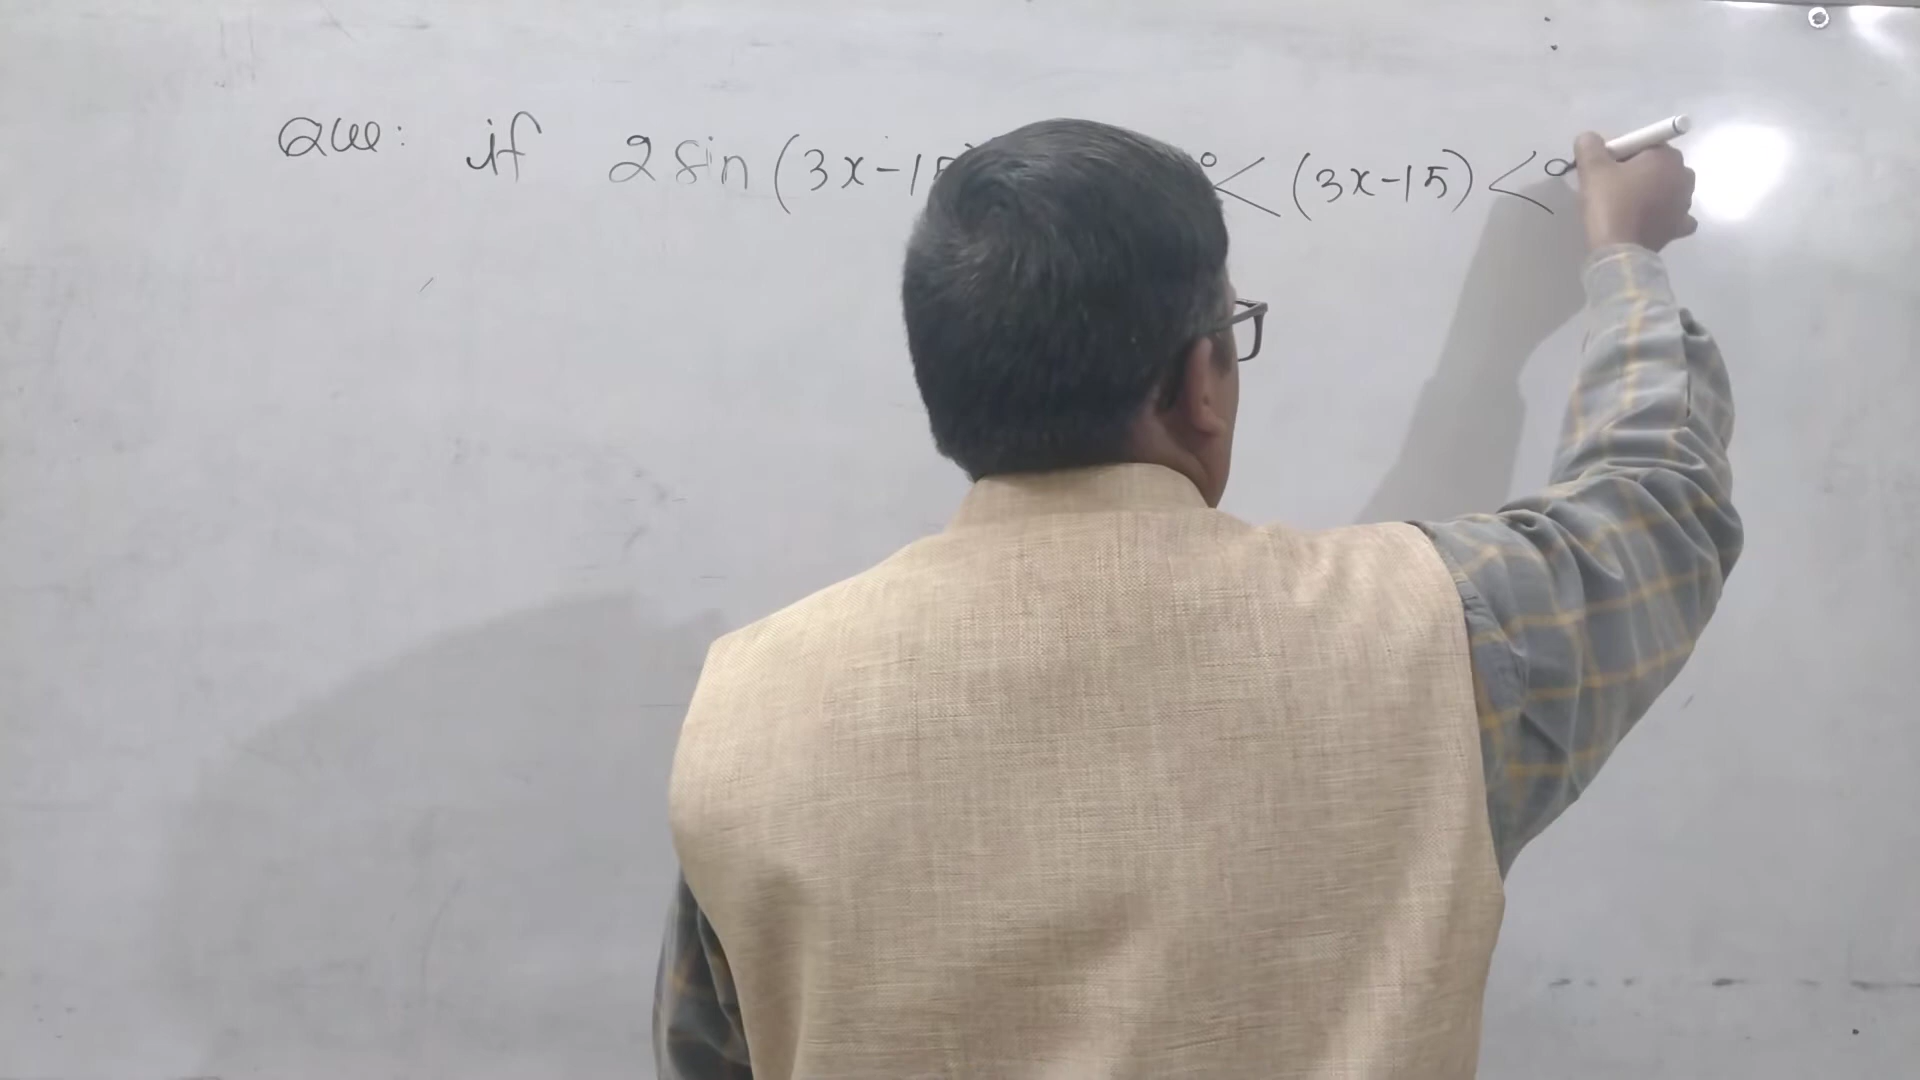 Que: if 2 sin (3x-15) ° < (3x-15) <